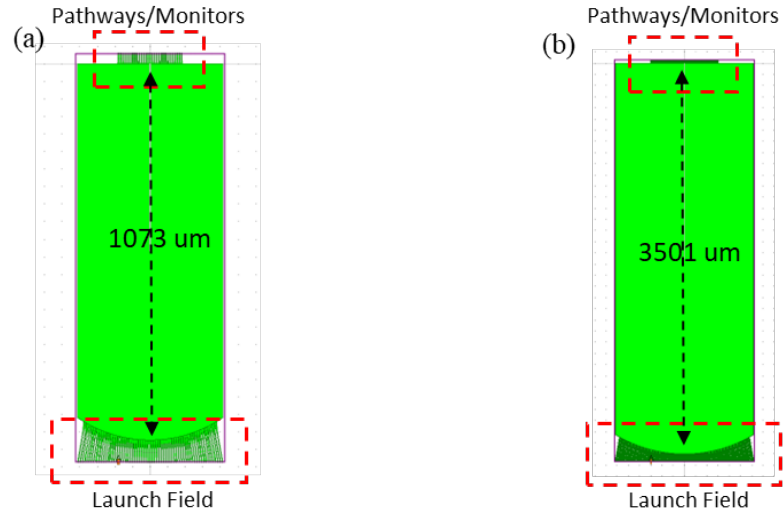 Pathways/Monitors
(a)
1073 um
Launch Field
Pathways/Monitors
(b)
3501 um
Launch Field